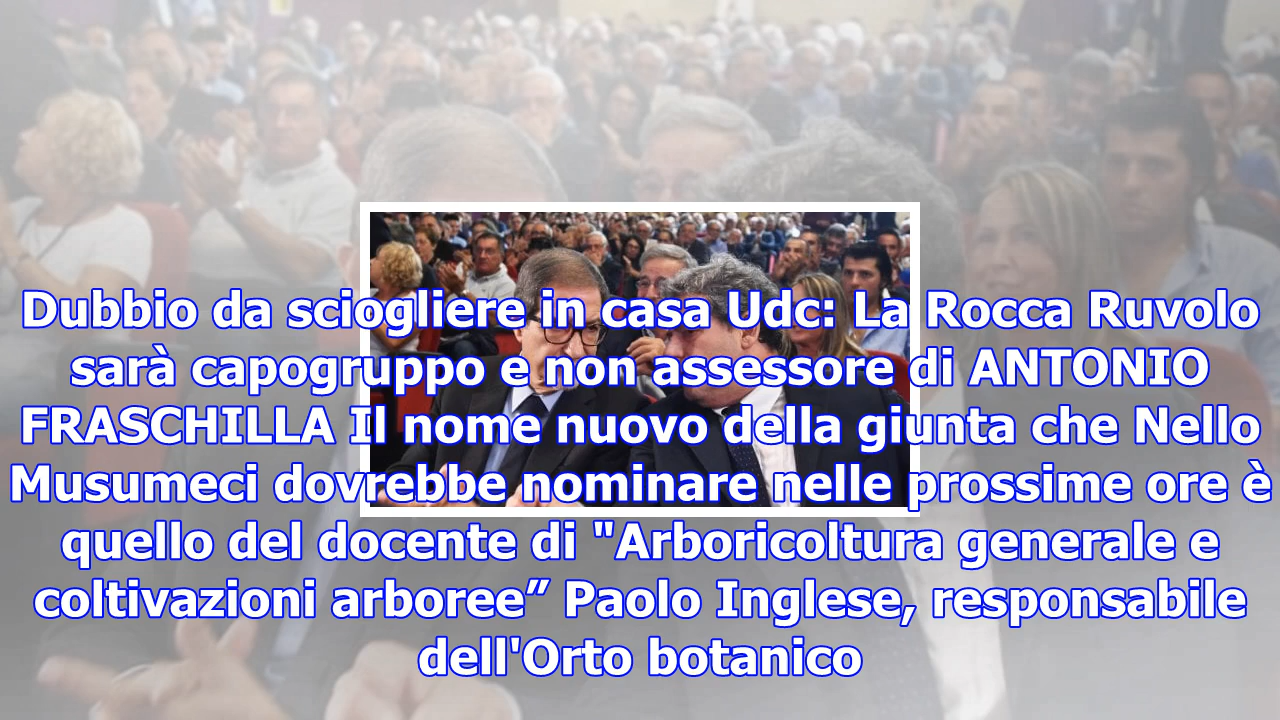 Dubbio da sciogliere in casa Udc: La Rocca Ruvolo
sarà capogruppo e non assessore di ANTONIO
FRASCHILLA Il nome nuovo della giunta che Nello
Musumeci dovrebbe nominare nelle prossime ore è
quello del docente di "Arboricoltura generale e
coltivazioni arboree” Paolo Inglese, responsabile
dell'Orto botanico